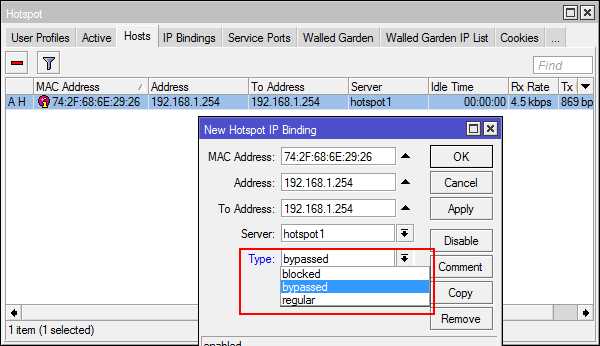 Hotspot
User Profiles Active Hosts IP Bindings Service Ports Walled Garden Walled Garden IP List Cookies ...
Find
MAC Address Address To Address Server Idle Time Rx Rate Tx
A H 74:2F:68:6E:29:26 192.168.1.254 192.168.1.254 hotspot1 00:00:00 4.5 kbps 869 bp
New Hotspot IP Binding
MAC Address: 74:2F:68:6E:29:26 OK
Address: 192.168.1.254 Cancel
To Address: 192.168.1.254 Apply
Server: hotspot1 Disable
Type: bypassed Comment
blocked
bypassed Copy
regular
Remove
1 item (1 selected)
enabled